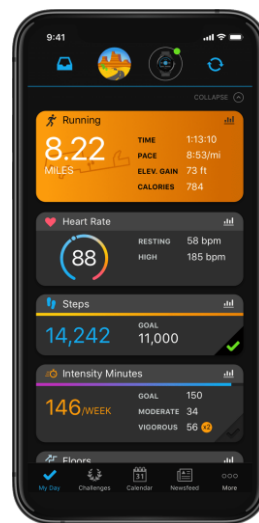 9:41
COLLAPSE
Running
8.22
MILES
TIME 1:13:10
PACE 8:53/mi
ELEV. GAIN 73 ft
CALORIES 784
Heart Rate
88
RESTING 58 bpm
HIGH 185 bpm
Steps
14,242
GOAL
11,000
Intensity Minutes
146/WEEK
GOAL 150
MODERATE 34
VIGOROUS 56 x2
Floors
31
My Day Challenges Calendar Newsfeed More